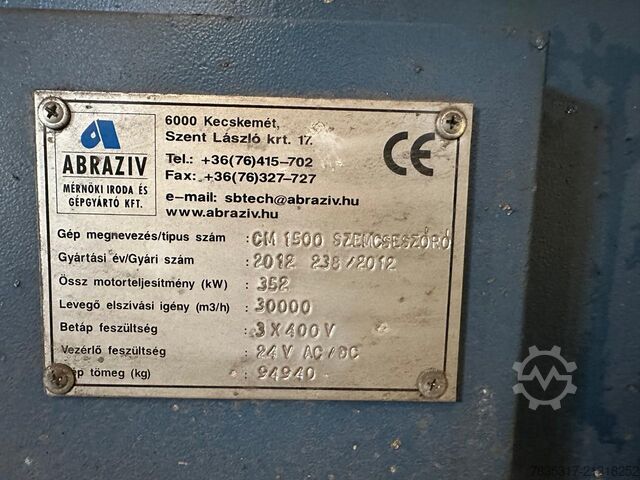 ABRAZIV
MÉRNÖKI IRODA ÉS
GÉPGYÁRTÓ KFT.
6000 Kecskemét,
Szent László krt. 17.
Tel.: +36(76)415-702
Fax.: +36(76)327-727
e-mail: sbtech@abraziv.hu
www.abraziv.hu
CE
Gép megnevezés/típus szám : CM 1500 SZEMCSESZÓRÓ
Gyártási év/Gyári szám : 2012 238/2012
Össz motorteljesítmény (kW) : 352
Levegő elszívási igény (m3/h) : 30000
Betáp feszültség : 3X400V
Vezérlő feszültség : 24V AC/DC
Gép tömeg (kg) : 94940
7835317-21318252